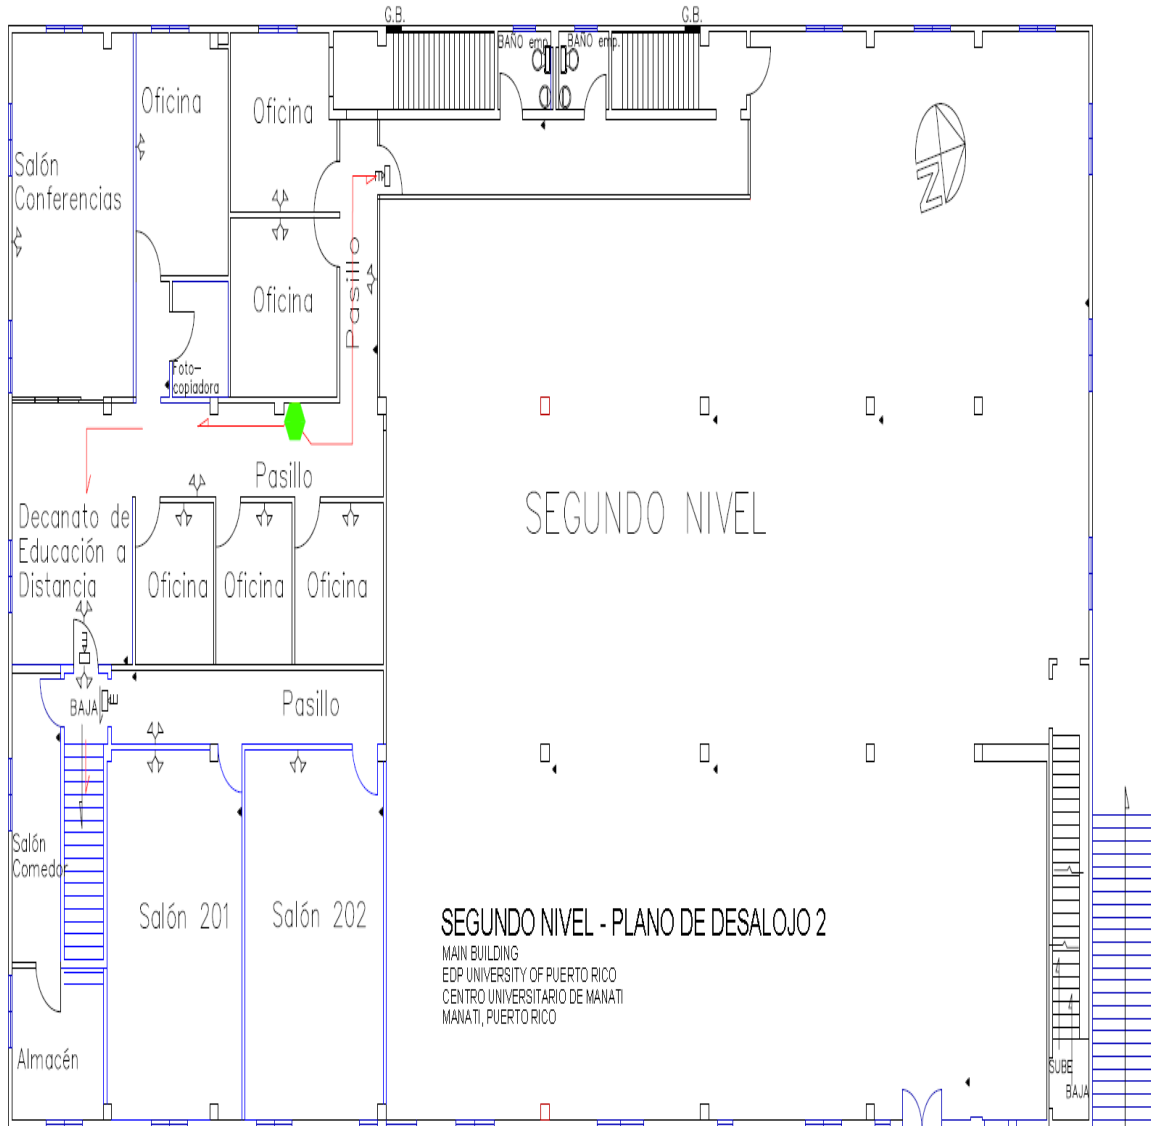 G.B.
G.B.
BAÑO emp.
BAÑO emp.
Oficina
Oficina
Salón
Conferencias
N
E
Pasillo
Oficina
Foto-
copiadora
Pasillo
SEGUNDO NIVEL
Decanato de
Educación a
Distancia
Oficina
Oficina
Oficina
E
E
BAJA
Pasillo
Salón
Comedor
Salón 201
Salón 202
SEGUNDO NIVEL - PLANO DE DESALOJO 2
MAIN BUILDING
EDP UNIVERSITY OF PUERTO RICO
CENTRO UNIVERSITARIO DE MANATI
MANATI, PUERTO RICO
Almacén
SUBE
BAJA